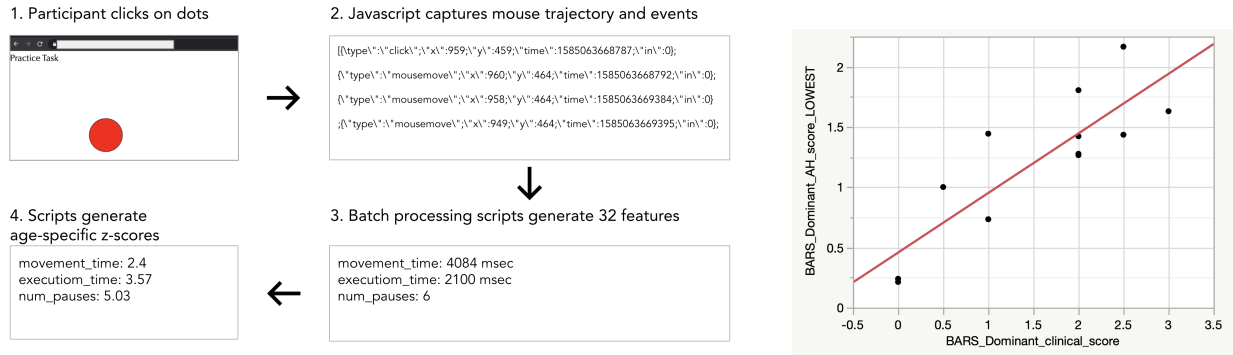 1. Participant clicks on dots
Practice Task
2. Javascript captures mouse trajectory and events
[{\type\":\"click\";\"x\":959;\"y\":459;\"time\":1585063668787;\"in\":0};
{\"type\":\"mousemove\";\"x\":960;\"y\":464;\"time\":1585063668792;\"in\":0};
{\"type\":\"mousemove\";\"x\":958;\"y\":464;\"time\":1585063669384;\"in\":0}
;{\"type\":\"mousemove\";\"x\":949;\"y\":464;\"time\":1585063669395;\"in\":0};
3. Batch processing scripts generate 32 features
movement_time: 4084 msec
executiom_time: 2100 msec
num_pauses: 6
4. Scripts generate
age-specific z-scores
movement_time: 2.4
executiom_time: 3.57
num_pauses: 5.03
BARS_Dominant_AH_score_LOWEST
2
1.5
1
0.5
0
-0.5 0 0.5 1 1.5 2 2.5 3 3.5
BARS_Dominant_clinical_score